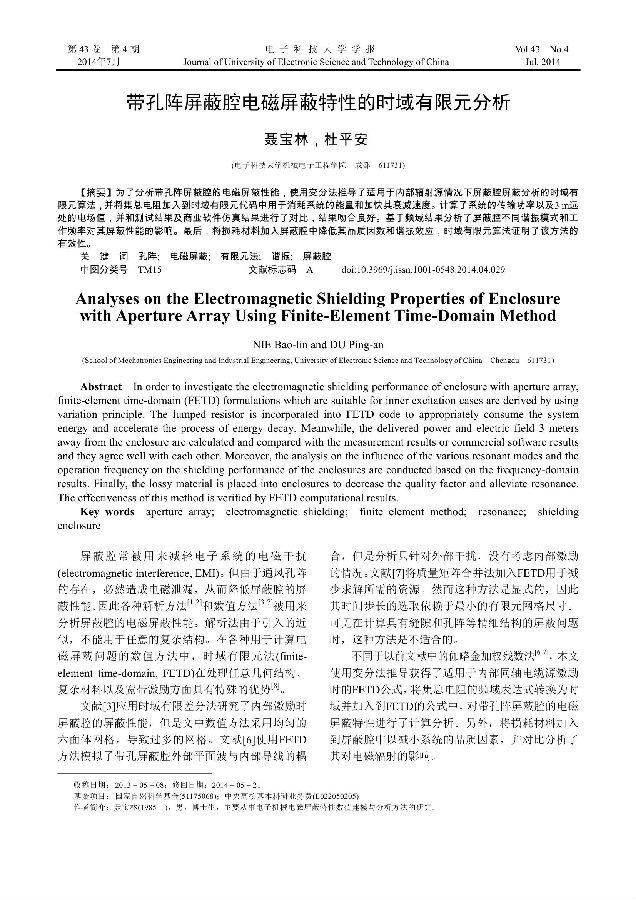 第 43 卷 第 4 期 电 子 科 技 大 学 学 报 Vol.43 No.4
2014年7月 Journal of University of Electronic Science and Technology of China Jul. 2014
带孔阵屏蔽腔电磁屏蔽特性的时域有限元分析
聂宝林，杜平安
(电子科技大学机械电子工程学院 成都 611731)
【摘要】为了分析带孔阵屏蔽腔的电磁屏蔽性能，使用变分法推导了适用于内部辐射源情况下屏蔽腔屏蔽分析的时域有
限元算法，并将集总电阻加入到时域有限元代码中用于消耗系统的能量和加快其衰减速度。计算了系统的传输功率以及3 m远
处的电场值，并和测试结果及商业软件仿真结果进行了对比，结果吻合良好。基于频域结果分析了屏蔽腔不同谐振模式和工
作频率对其屏蔽性能的影响。最后，将损耗材料加入屏蔽腔中降低其品质因数和谐振效应，时域有限元算法证明了该方法的
有效性。
关 键 词 孔阵; 电磁屏蔽; 有限元法; 谐振; 屏蔽腔
中图分类号 TM15 文献标志码 A doi:10.3969/j.issn.1001-0548.2014.04.029
Analyses on the Electromagnetic Shielding Properties of Enclosure
with Aperture Array Using Finite-Element Time-Domain Method
NIE Bao-lin and DU Ping-an
(School of Mechatronics Engineering and Industrial Engineering, University of Electronic Science and Technology of China Chengdu 611731)
Abstract In order to investigate the electromagnetic shielding performance of enclosure with aperture array,
finite-element time-domain (FETD) formulations which are suitable for inner excitation cases are derived by using
variation principle. The lumped resistor is incorporated into FETD code to appropriately consume the system
energy and accelerate the process of energy decay. Meanwhile, the delivered power and electric field 3 meters
away from the enclosure are calculated and compared with the measurement results or commercial software results
and they agree well with each other. Moreover, the analysis on the influence of the various resonant modes and the
operation frequency on the shielding performance of the enclosures are conducted based on the frequency-domain
results. Finally, the lossy material is placed into enclosures to decrease the quality factor and alleviate resonance.
The effectiveness of this method is verified by FETD computational results.
Key words aperture array; electromagnetic shielding; finite element method; resonance; shielding
enclosure
屏蔽腔常被用来减轻电子系统的电磁干扰
(electromagnetic interference, EMI)。但由于通风孔阵
的存在，必然造成电磁泄漏，从而降低屏蔽腔的屏
蔽性能。因此各种解析方法[1-2]和数值方法[3-7]被用来
分析屏蔽腔的电磁屏蔽性能。解析法由于引入的近
似，不能用于任意的复杂结构。在各种用于计算电
磁屏蔽问题的数值方法中，时域有限元法(finite-
element time-domain, FETD)在处理任意几何结构、
复杂材料以及宽带激励方面具有特殊的优势[8]。
文献[3]应用时域有限差分法研究了内部激励时
屏蔽腔的屏蔽性能，但是文中数值方法采用均匀的
六面体网格，导致过多的网格。文献[6]使用FETD
方法模拟了带孔屏蔽腔外部平面波与内部导线的耦
合，但是分析只针对外部干扰，没有考虑内部激励
的情况。文献[7]将质量矩阵合并法加入FETD用于减
少求解所需的资源，然而这种方法是显式的，因此
其时间步长的选取依赖于最小的有限元网格尺寸。
可见在计算具有缝隙和孔阵等精细结构的屏蔽问题
时，这种方法是不适合的。
不同于以前文献中的伽略金加权残数法[6-7]，本文
使用变分法推导获得了适用于内部同轴电缆源激励
时的FETD公式，将集总电阻的频域表达式转换为时
域并加入到FETD的公式中，对带孔阵屏蔽腔的电磁
屏蔽特性进行了计算分析。另外，将损耗材料加入
到屏蔽腔中以减小系统的品质因素，并对比分析了
其对电磁辐射的影响。
收稿日期：2013－05－08；修回日期：2014－05－2
基金项目：国家自然科学基金(51175068)；中央高校基本科研业务费(E022050205)
作者简介：聂宝林(1985－)，男，博士生，主要从事电子机械电磁屏蔽特性数值建模与分析方法的研究.